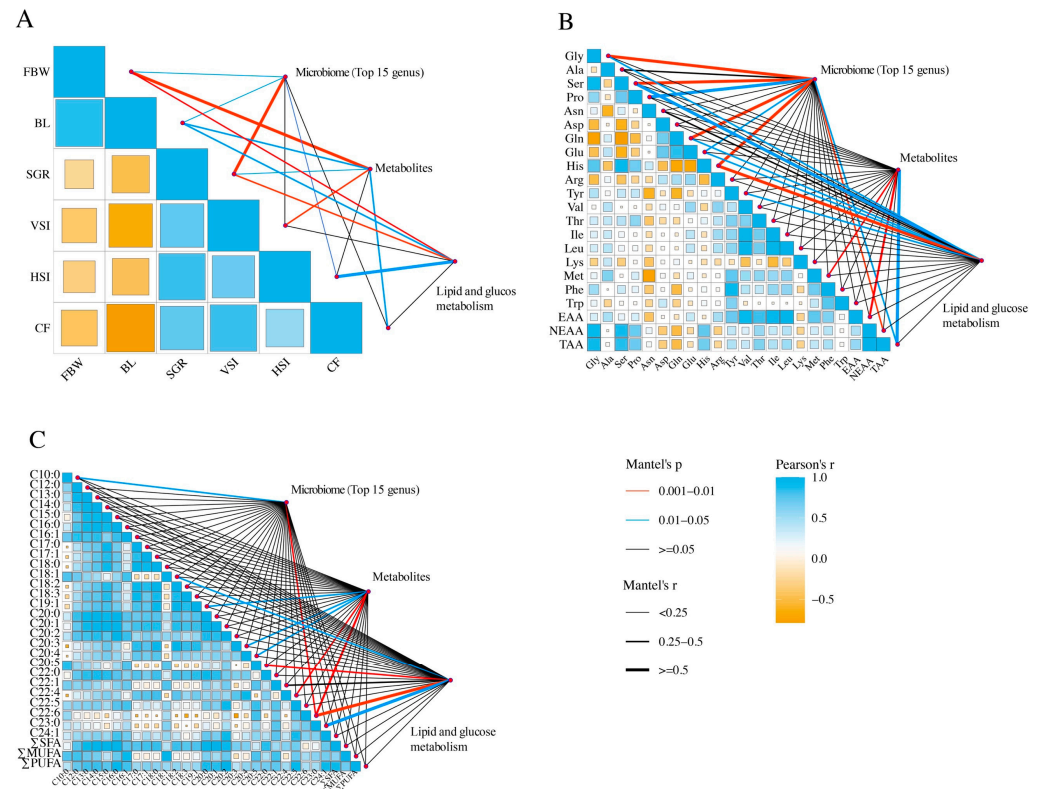 A
FBW
BL
SGR
VSI
HSI
CF
FBW
BL
SGR
VSI
HSI
CF
Microbiome (Top 15 genus)
Metabolites
Lipid and glucos
metabolism
B
Gly
Ala
Ser
Pro
Asn
Asp
Gln
Glu
His
Arg
Tyr
Val
Thr
Ile
Leu
Lys
Met
Phe
Trp
EAA
NEAA
TAA
Gly
Ala
Ser
Pro
Asn
Asp
Gln
Glu
His
Arg
Tyr
Val
Thr
Ile
Leu
Lys
Met
Phe
Trp
EAA
NEAA
TAA
Microbiome (Top 15 genus)
Metabolites
Lipid and glucose
metabolism
C
C10:0
C12:0
C13:0
C14:0
C15:0
C16:0
C16:1
C17:0
C17:1
C18:0
C18:1
C18:2
C18:3
C19:1
C20:0
C20:1
C20:2
C20:3
C20:4
C20:5
C22:0
C22:1
C22:4
C22:5
C22:6
C23:0
C24:1
∑SFA
∑MUFA
∑PUFA
Microbiome (Top 15 genus)
Metabolites
Lipid and glucose
metabolism
Mantel's p
0.001–0.01
0.01–0.05
>=0.05
Mantel's r
<0.25
0.25–0.5
>=0.5
Pearson's r
1.0
0.5
0.0
−0.5